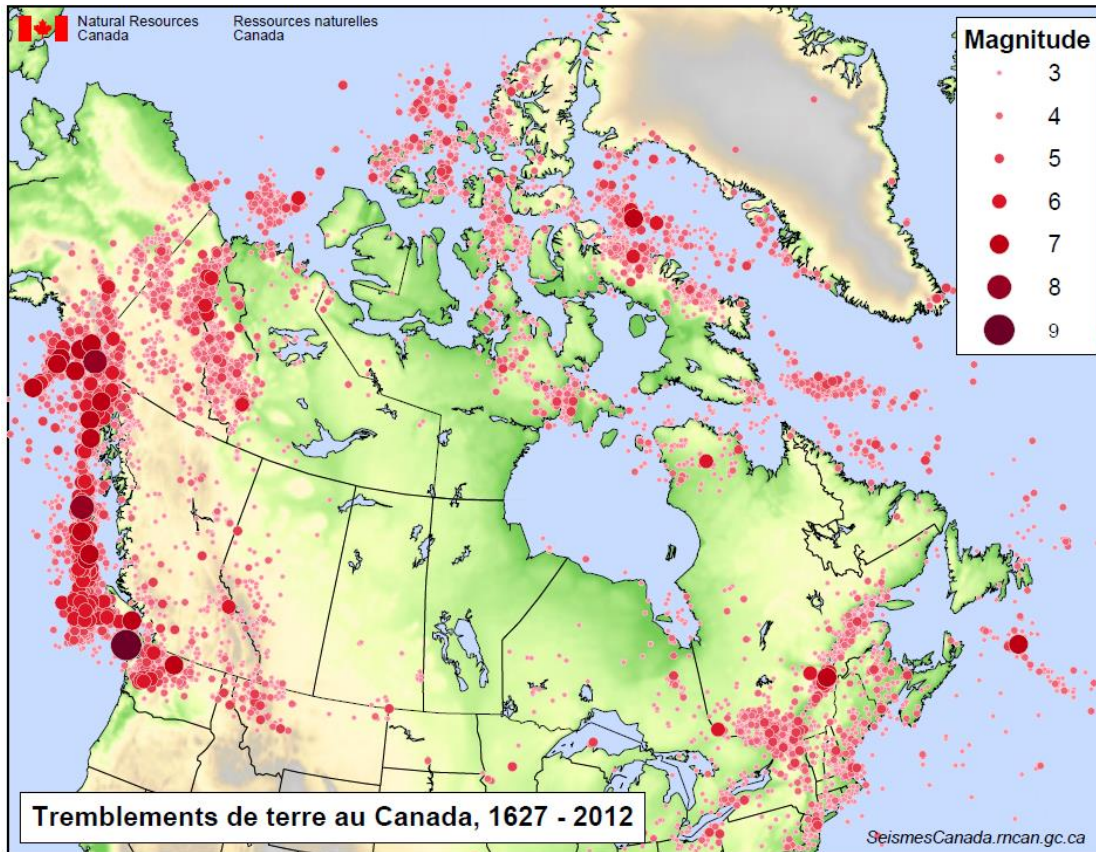 Natural Resources
Canada
Ressources naturelles
Canada
Magnitude
3
4
5
6
7
8
9
Tremblements de terre au Canada, 1627 - 2012
SeismesCanada.rncan.gc.ca